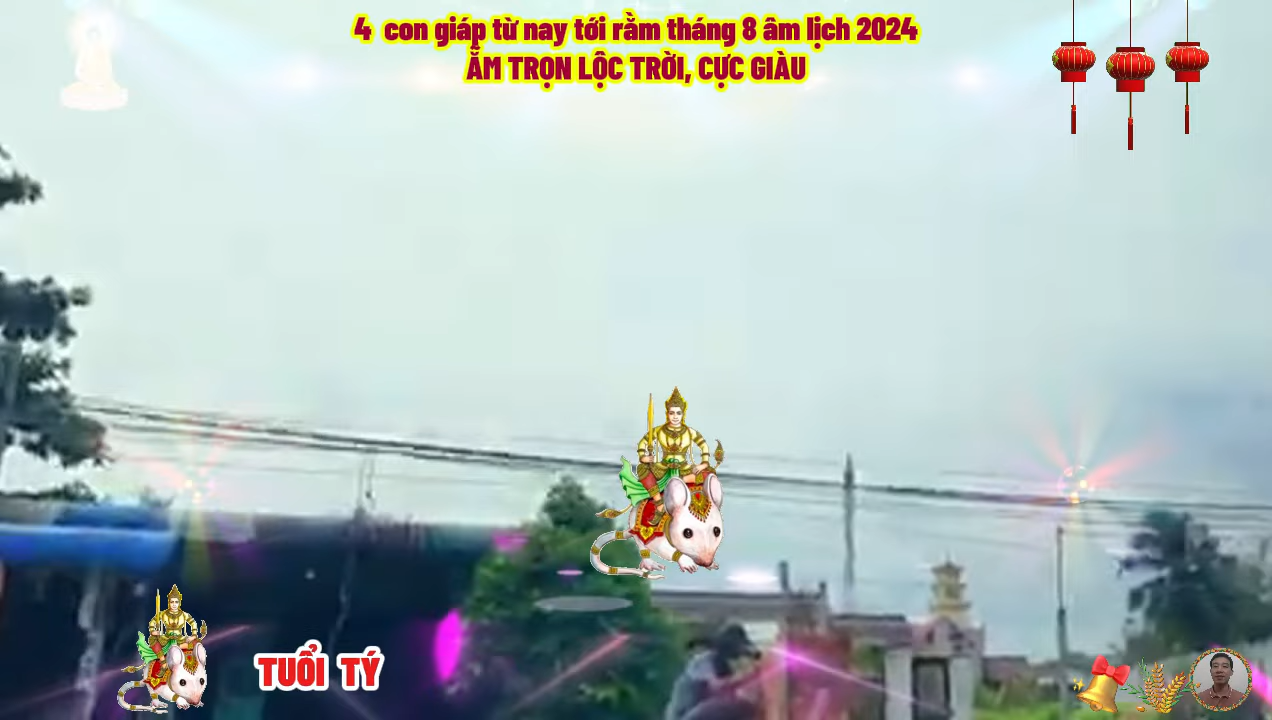 4 con giáp từ nay tới rằm tháng 8 âm lịch 2024
ẴM TRỌN LỘC TRỜI, CỰC GIÀU
TUỔI TÝ